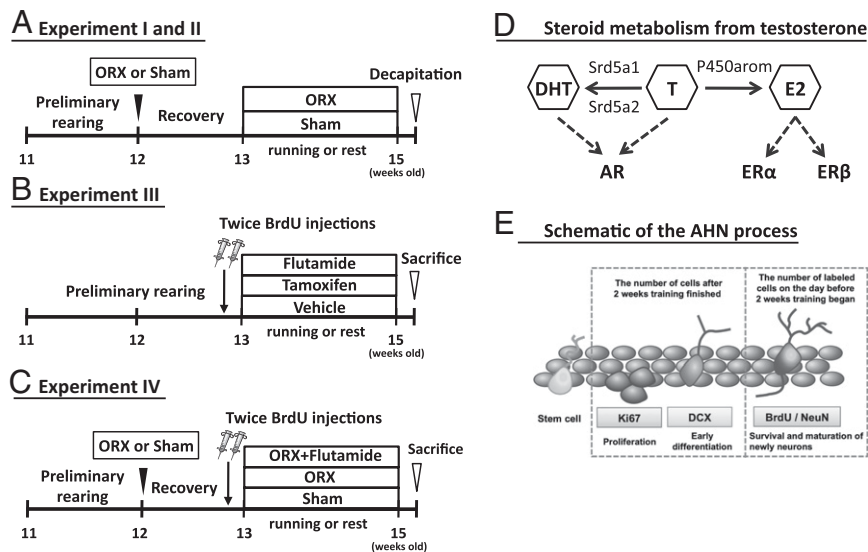 A Experiment I and II
ORX or Sham
Decapitation
Preliminary
rearing
Recovery
ORX
Sham
running or rest
11 12 13 15
(weeks old)
B Experiment III
Twice BrdU injections
Sacrifice
Preliminary rearing
Flutamide
Tamoxifen
Vehicle
running or rest
11 12 13 15
(weeks old)
C Experiment IV
Twice BrdU injections
ORX or Sham
Sacrifice
Preliminary
rearing
Recovery
ORX+Flutamide
ORX
Sham
running or rest
11 12 13 15
(weeks old)
D Steroid metabolism from testosterone
Srd5a1 P450arom
DHT T E2
Srd5a2
AR ERα ERβ
E Schematic of the AHN process
The number of cells after
2 weeks training finished
The number of labeled
cells on the day before
2 weeks training began
Stem cell
Ki67 DCX BrdU / NeuN
Proliferation
Early
differentiation
Survival and maturation of
newly neurons